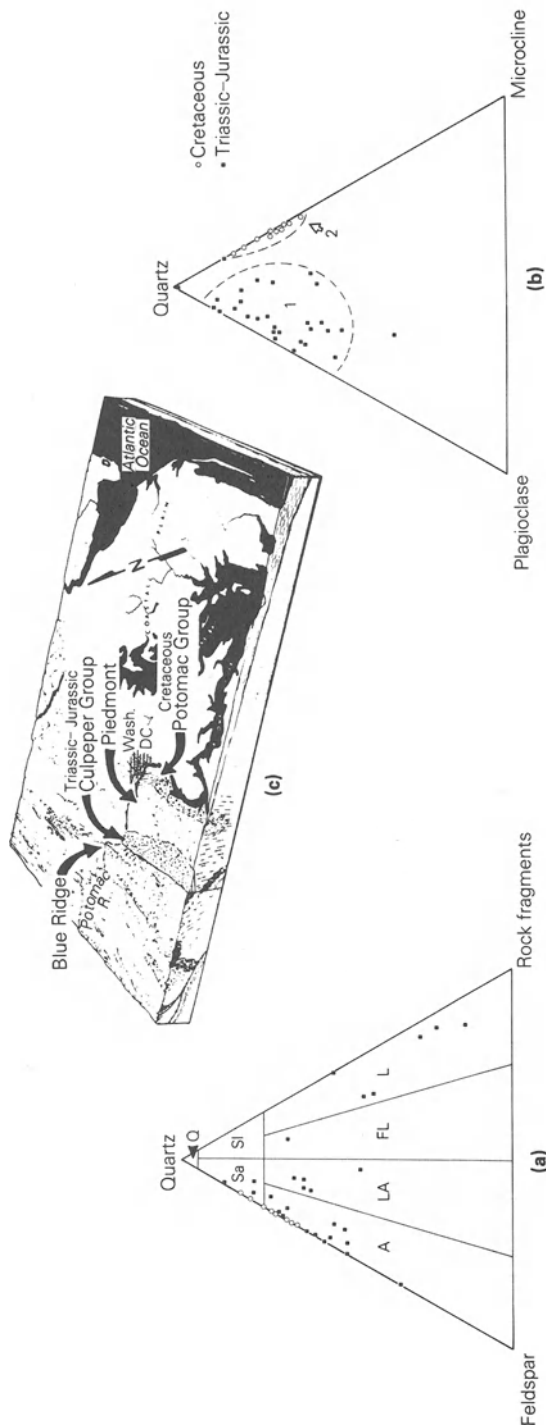 Quartz
Q
Sa
Sl
A
LA
FL
L
Feldspar
Rock fragments
(a)
Blue Ridge
Potomac
R.
Triassic–Jurassic
Culpeper Group
Piedmont
Wash.
DC
Cretaceous
Potomac Group
N
Atlantic
Ocean
(c)
Quartz
Cretaceous
Triassic–Jurassic
1
2
Plagioclase
Microcline
(b)